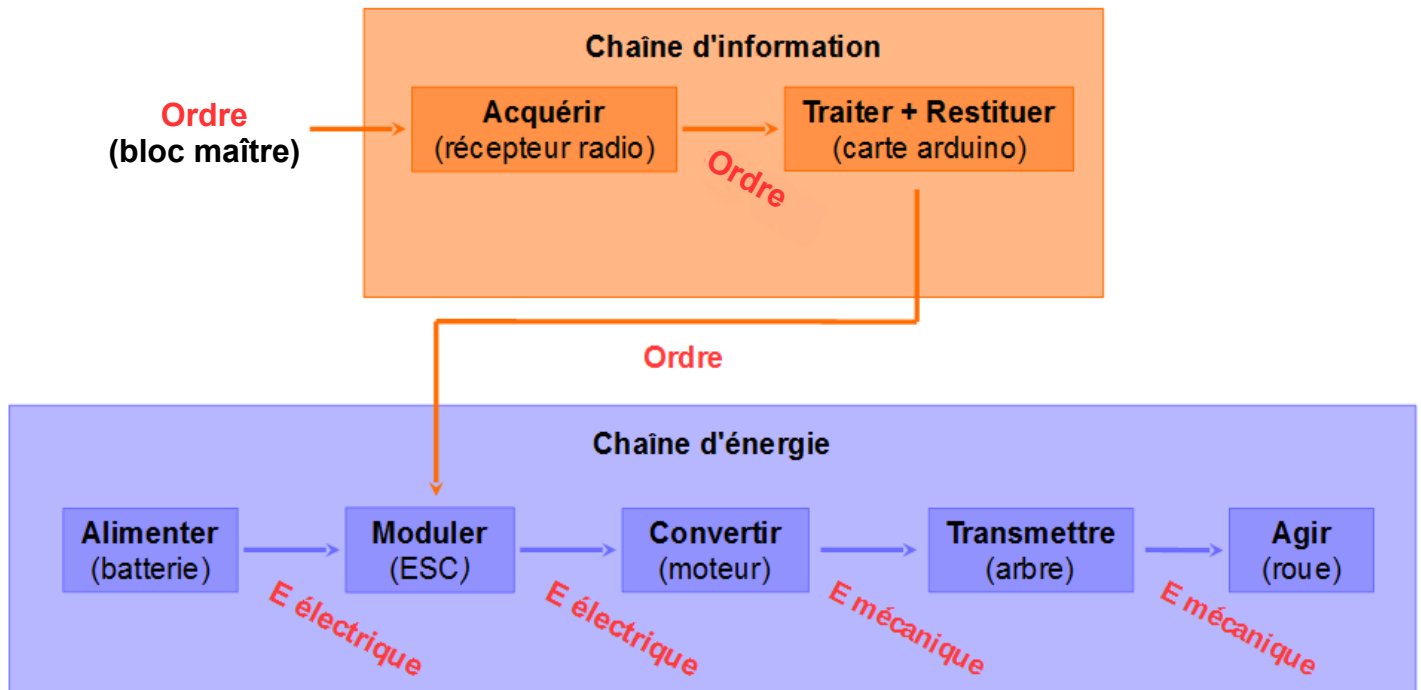 Chaîne d'information
Ordre
(bloc maître)
Acquérir
(récepteur radio)
Ordre
Traiter + Restituer
(carte arduino)
Ordre
Chaîne d'énergie
Alimenter
(batterie)
E électrique
Moduler
(ESC)
E électrique
Convertir
(moteur)
E mécanique
Transmettre
(arbre)
E mécanique
Agir
(roue)